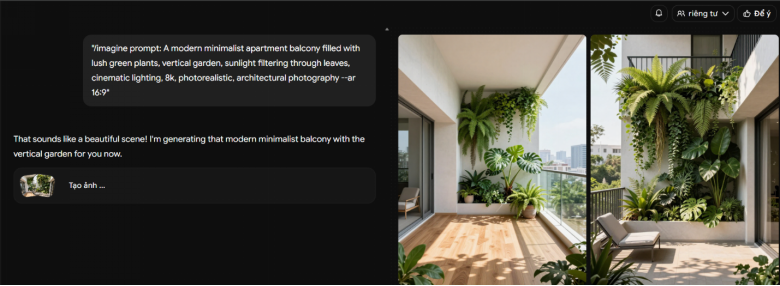 riêng tư
Để ý
"/imagine prompt: A modern minimalist apartment balcony filled with
lush green plants, vertical garden, sunlight filtering through leaves,
cinematic lighting, 8k, photorealistic, architectural photography --ar
16:9"
That sounds like a beautiful scene! I'm generating that modern minimalist balcony with the
vertical garden for you now.
Tạo ảnh ...